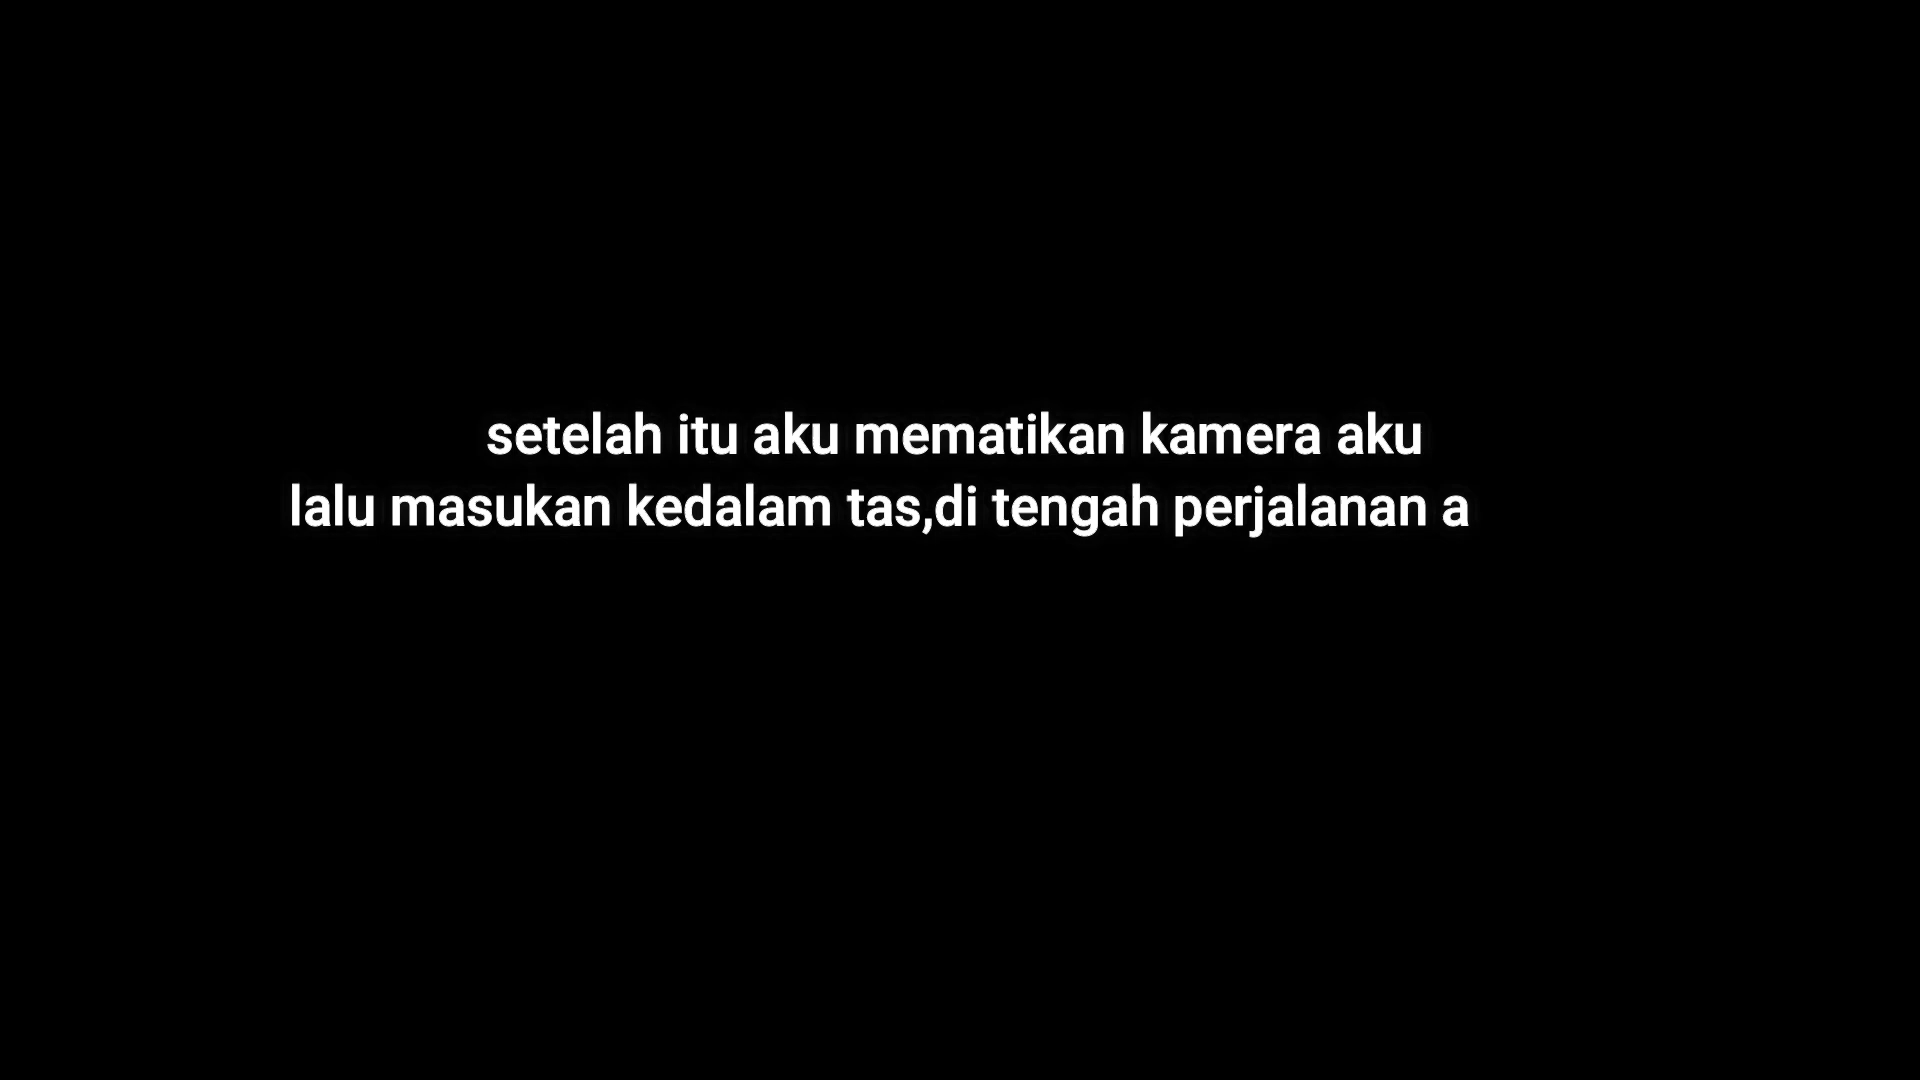 setelah itu aku mematikan kamera aku
lalu masukan kedalam tas,di tengah perjalanan a